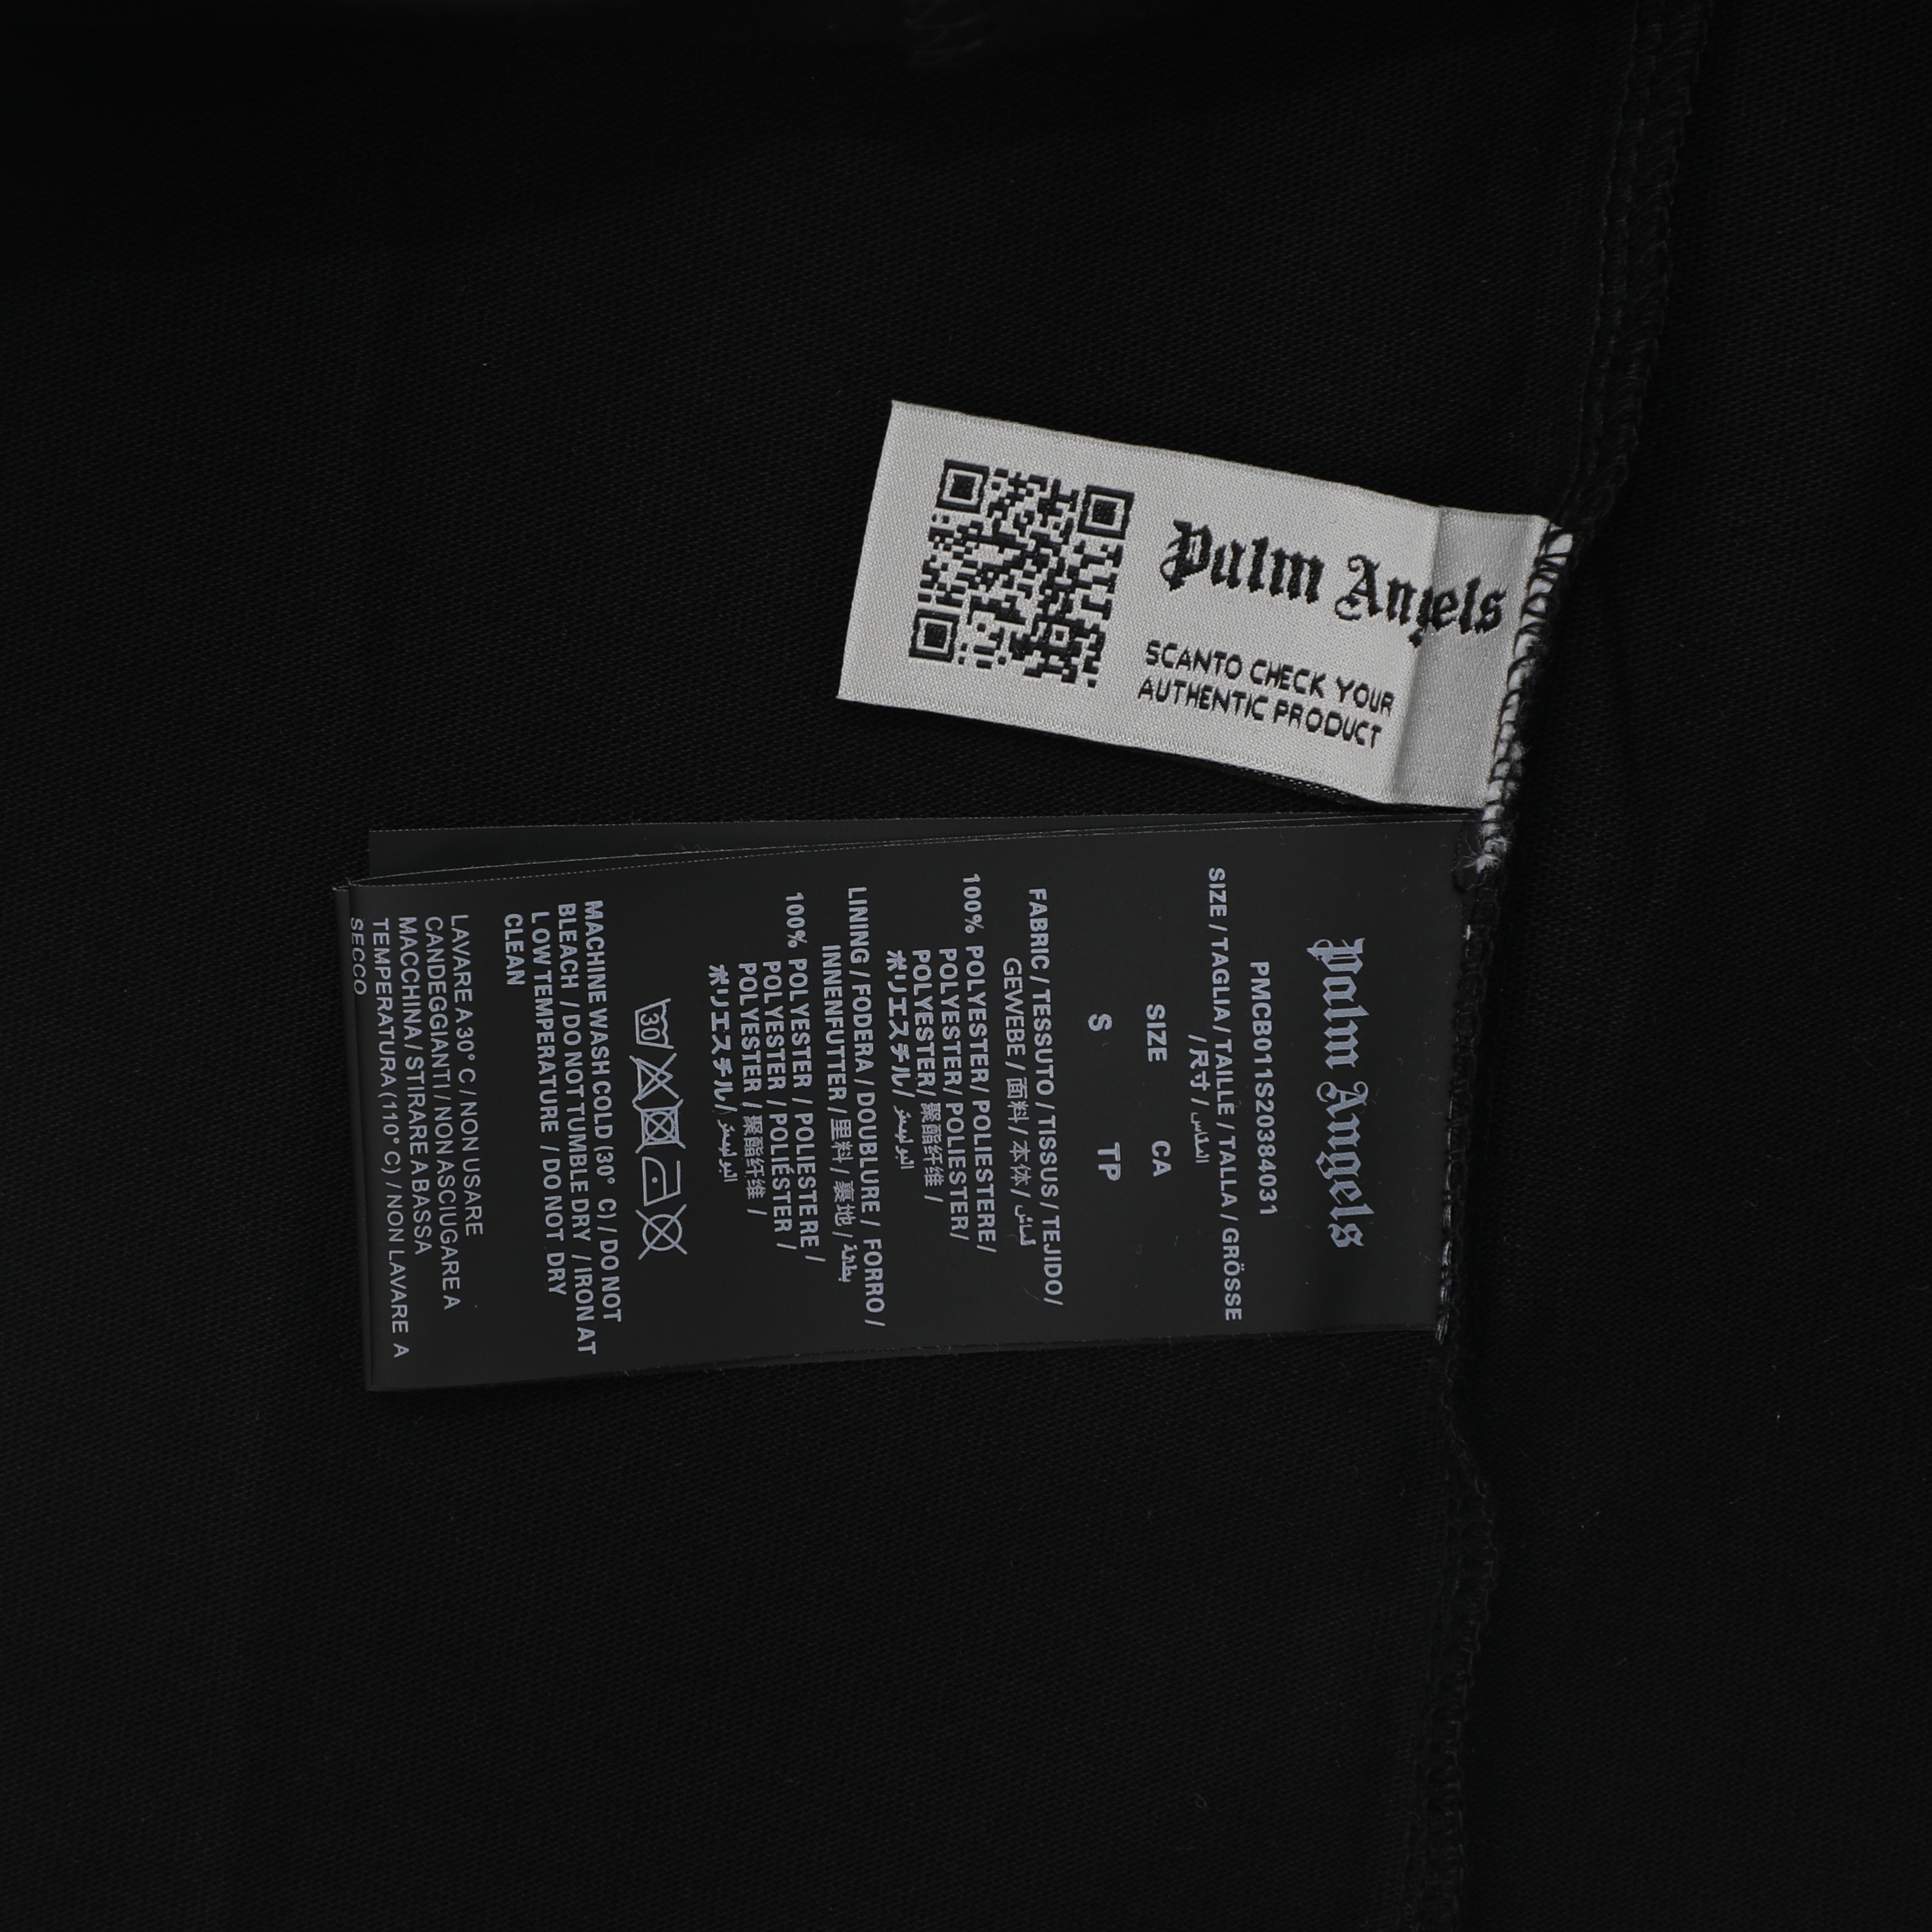 Palm Angels
SCANTO CHECK YOUR
AUTHENTIC PRODUCT
Palm Angels
PMCB011S20384031
SIZE / TAGLIA / TAILLE / TALLA / GRÖSSE
/ 尺寸 / المقاس
SIZE CA
S TP
FABRIC / TESSUTO / TISSUS / TEJIDO/
GEWEBE / 面料 / 本体 / قماش
100% POLYESTER/ POLIESTERE/
POLYESTER/ POLIESTER/
POLYESTER/ 聚酯纤维 /
ポリエステル/ البوليستر
LINING / FODERA / DOUBLURE / FORRO /
INNENFUTTER / 里料 / 裏地 / بطانة
100% POLYESTER / POLIESTERE /
POLYESTER / POLIÉSTER /
POLYESTER / 聚酯纤维 /
ポリエステル/ البوليستر
30
MACHINE WASH COLD (30° C) / DO NOT
BLEACH / DO NOT TUMBLE DRY / IRON AT
LOW TEMPERATURE / DO NOT DRY
CLEAN
LAVARE A 30° C / NON USARE
CANDEGGIANTI / NON ASCIUGARE A
MACCHINA / STIRARE A BASSA
TEMPERATURA (110° C) / NON LAVARE A
SECCO